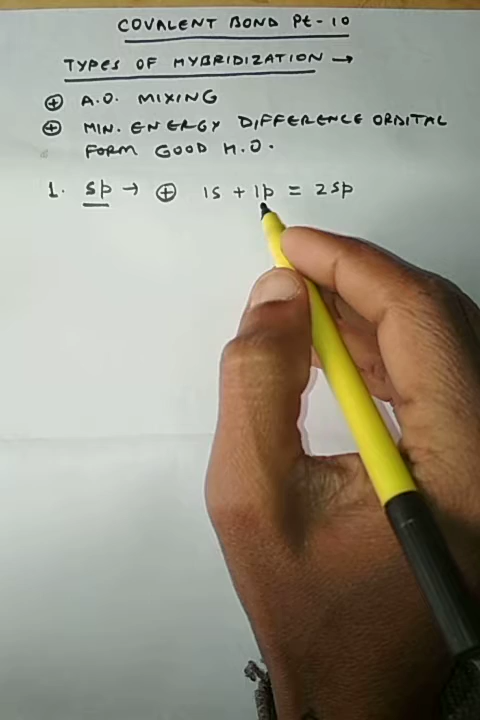 COVALENT BOND Pt-10
TYPES OF HYBRIDIZATION →
⊕ A.O. MIXING
⊕ MIN. ENERGY DIFFERENCE ORBITAL
FORM GOOD H.O.
1. sp → ⊕ 1s + 1p = 2sp